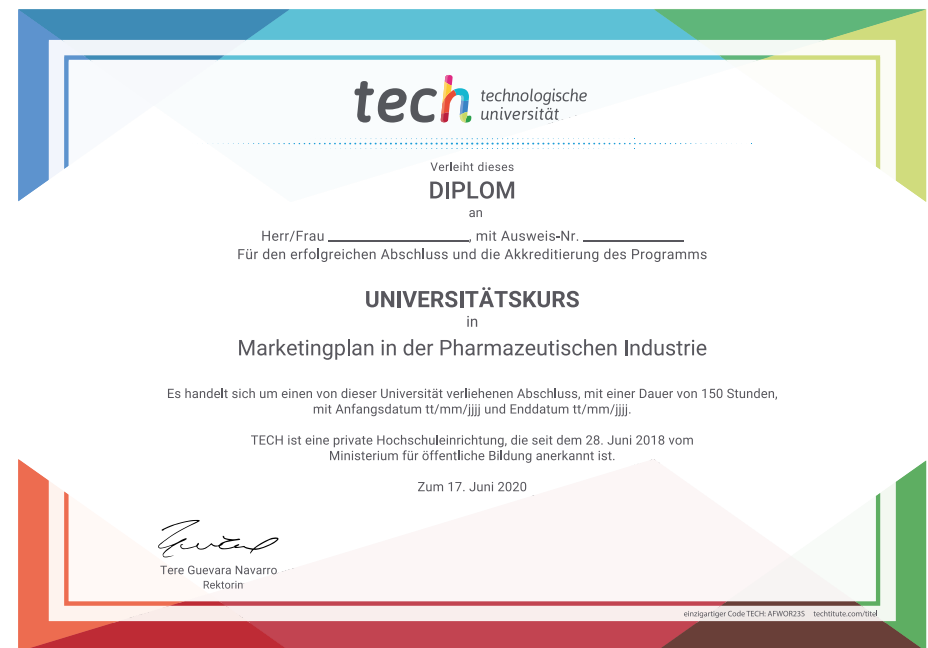 tech technologische
universität
Verleiht dieses
DIPLOM
an
Herr/Frau ____________________, mit Ausweis-Nr. ______________
Für den erfolgreichen Abschluss und die Akkreditierung des Programms
UNIVERSITÄTSKURS
in
Marketingplan in der Pharmazeutischen Industrie
Es handelt sich um einen von dieser Universität verliehenen Abschluss, mit einer Dauer von 150 Stunden,
mit Anfangsdatum tt/mm/jjjj und Enddatum tt/mm/jjjj.
TECH ist eine private Hochschuleinrichtung, die seit dem 28. Juni 2018 vom
Ministerium für öffentliche Bildung anerkannt ist.
Zum 17. Juni 2020
Tere Guevara Navarro
Rektorin
einzigartiger Code TECH: AFWOR23S techtitute.com/titel